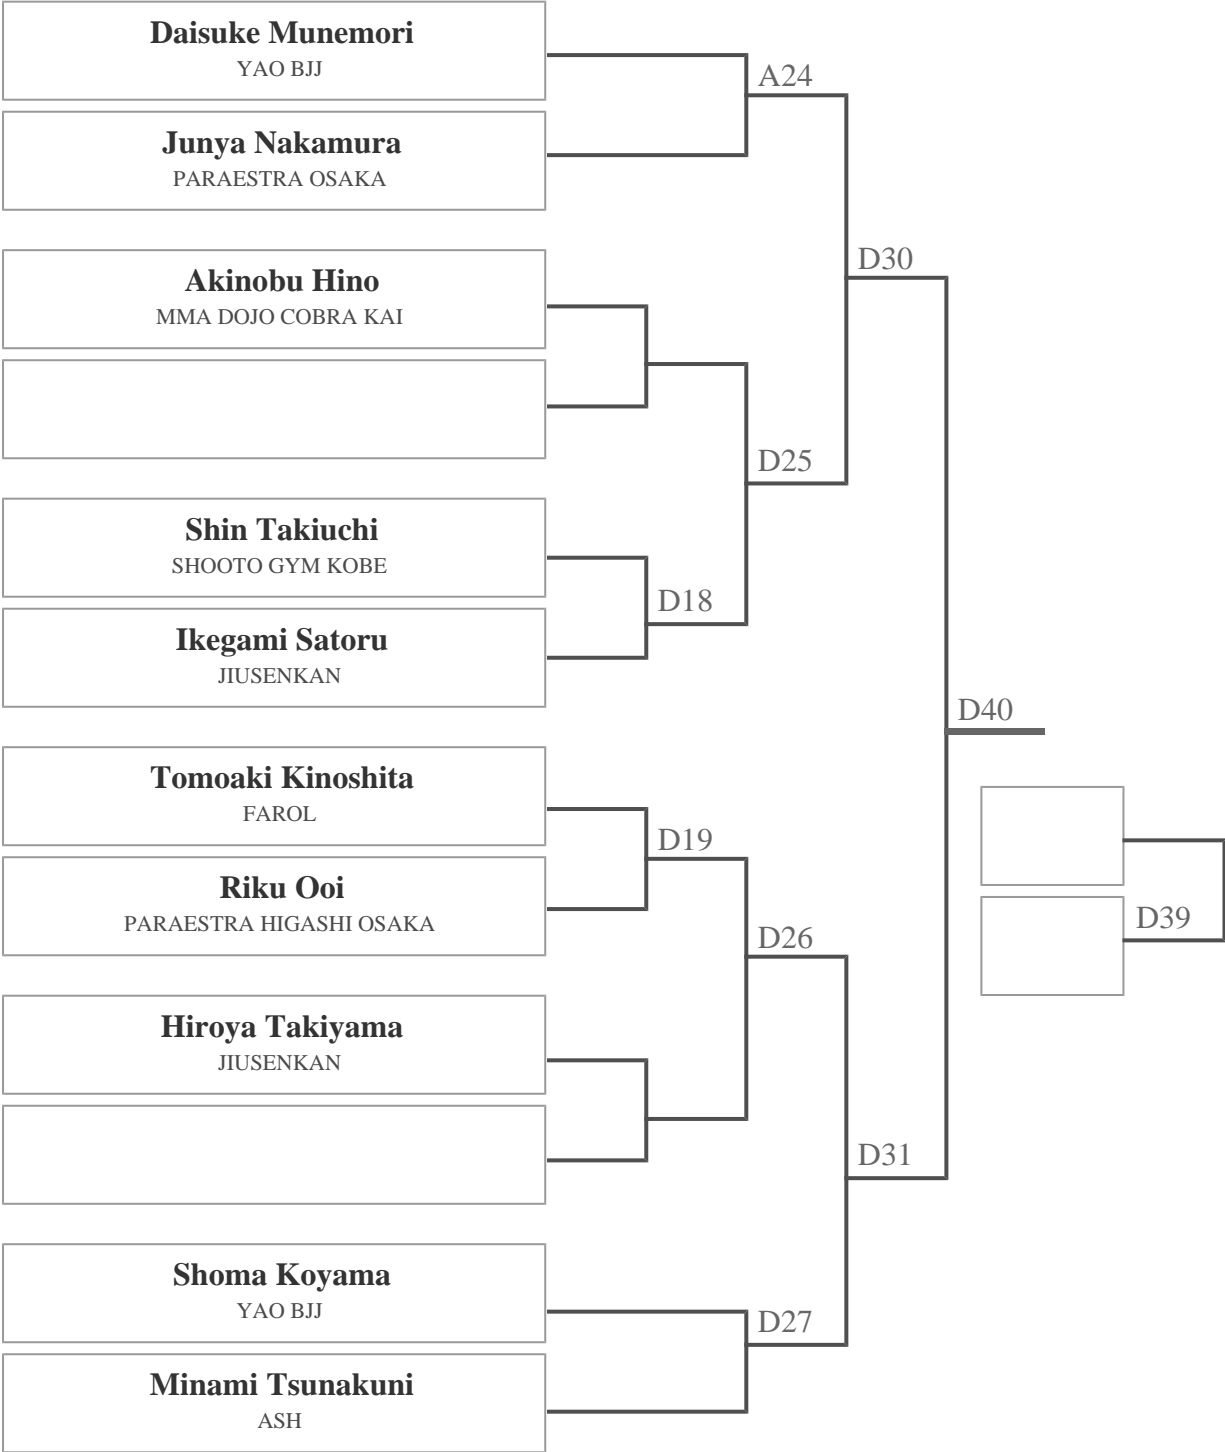 Daisuke Munemori
YAO BJJ
A24
Junya Nakamura
PARAESTRA OSAKA
D30
Akinobu Hino
MMA DOJO COBRA KAI
D25
Shin Takiuchi
SHOOTO GYM KOBE
D18
Ikegami Satoru
JIUSENKAN
D40
Tomoaki Kinoshita
FAROL
D19
Riku Ooi
PARAESTRA HIGASHI OSAKA
D39
D26
Hiroya Takiyama
JIUSENKAN
D31
Shoma Koyama
YAO BJJ
D27
Minami Tsunakuni
ASH